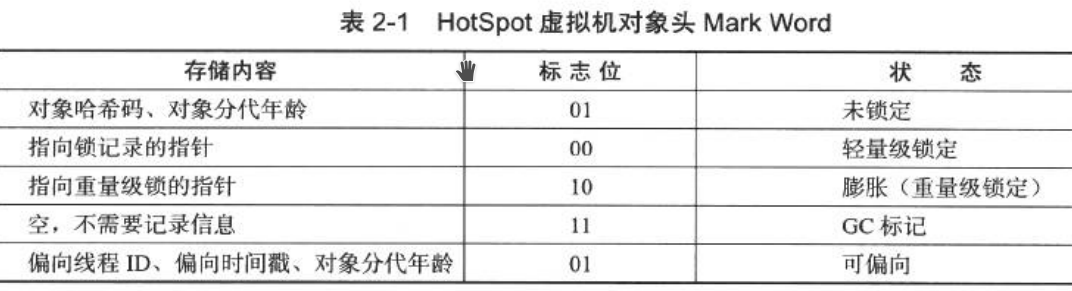 表 2-1 HotSpot 虚拟机对象头 Mark Word
存储内容 标志位 状态
对象哈希码、对象分代年龄 01 未锁定
指向锁记录的指针 00 轻量级锁定
指向重量级锁的指针 10 膨胀（重量级锁定）
空，不需要记录信息 11 GC 标记
偏向线程 ID、偏向时间戳、对象分代年龄 01 可偏向